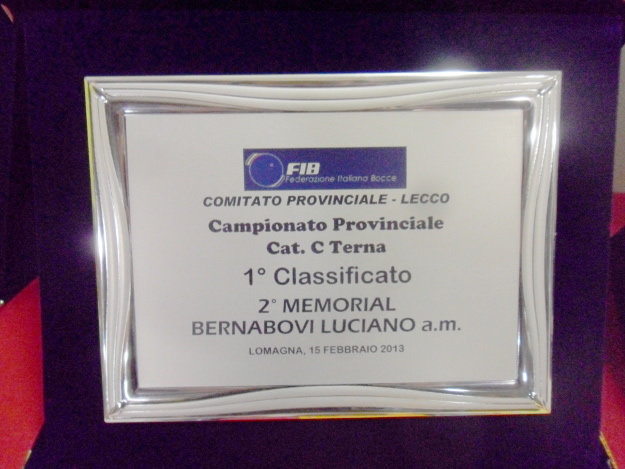 FIB
Federazione Italiana Bocce
COMITATO PROVINCIALE - LECCO
Campionato Provinciale
Cat. C Terna
1° Classificato
2° MEMORIAL
BERNABOVI LUCIANO a.m.
LOMAGNA, 15 FEBBRAIO 2013